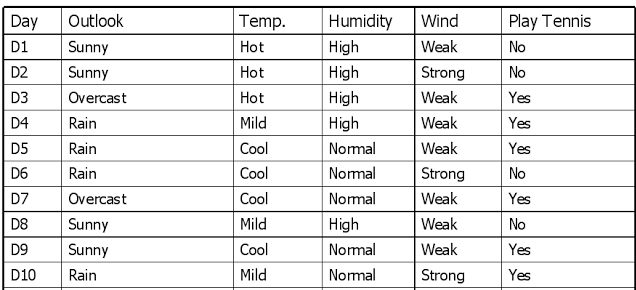 Day Outlook Temp. Humidity Wind Play Tennis
D1 Sunny Hot High Weak No
D2 Sunny Hot High Strong No
D3 Overcast Hot High Weak Yes
D4 Rain Mild High Weak Yes
D5 Rain Cool Normal Weak Yes
D6 Rain Cool Normal Strong No
D7 Overcast Cool Normal Weak Yes
D8 Sunny Mild High Weak No
D9 Sunny Cool Normal Weak Yes
D10 Rain Mild Normal Strong Yes